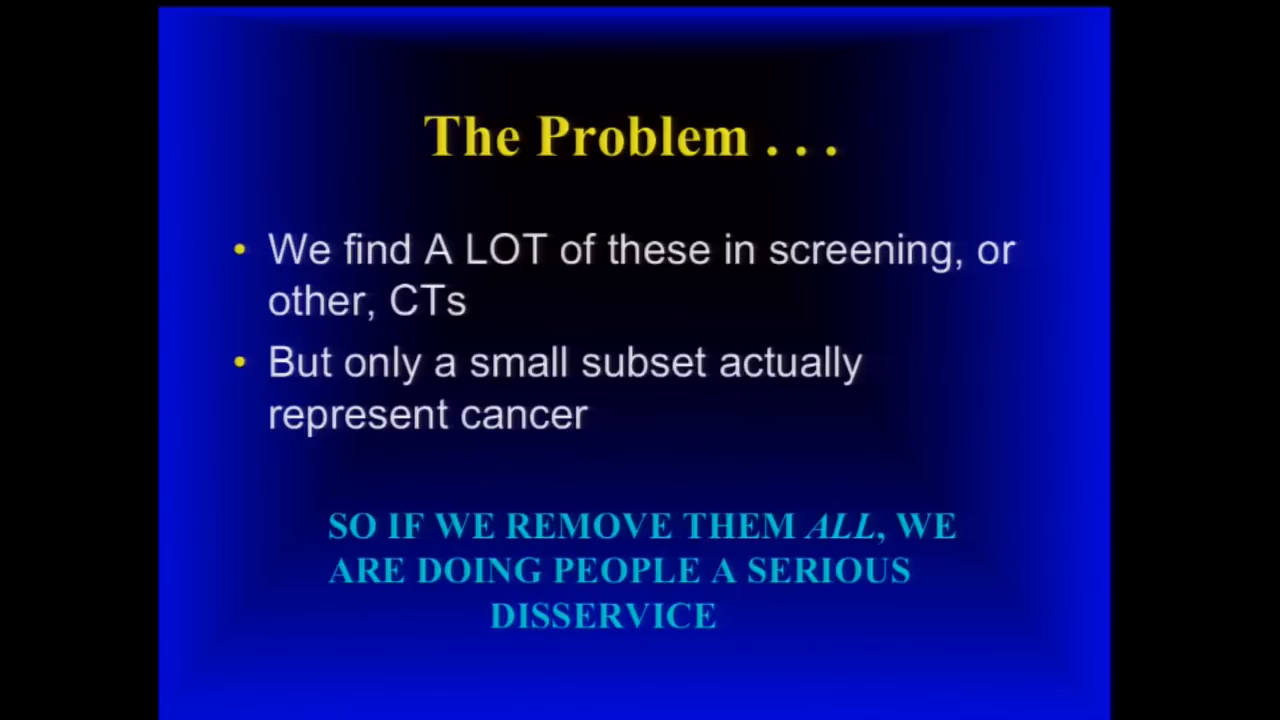 The Problem . . .
• We find A LOT of these in screening, or
other, CTs
• But only a small subset actually
represent cancer
SO IF WE REMOVE THEM ALL, WE
ARE DOING PEOPLE A SERIOUS
DISSERVICE